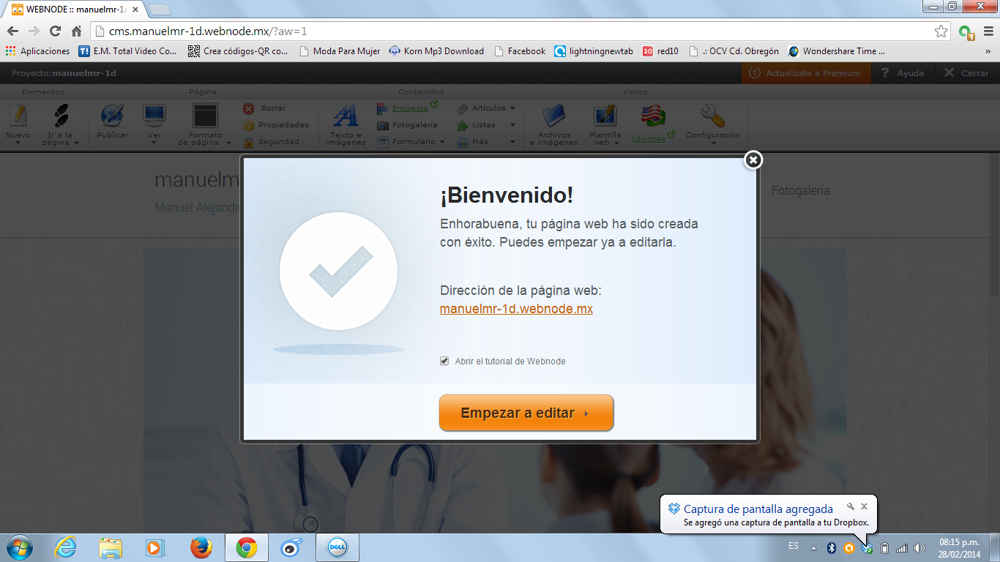 WEBNODE :: manuelmr-1d
cms.manuelmr-1d.webnode.mx/?aw=1
Aplicaciones T! E.M. Total Video Co... Crea códigos-QR co... Moda Para Mujer Korn Mp3 Download Facebook lightningnewtab 10 red10 .: OCV Cd. Obregón Wondershare Time ... »
Proyecto:manuelmr-1d Actualízate a Premium ? Ayuda Cerrar
Elementos Página Contenidos Varios
Nuevo Ir a la página Publicar Ver Formato de página Borrar Propiedades Seguridad Texto e imágenes Encuesta Fotogalería Formulario Artículos Listas Más Archivos e imágenes Plantilla web Idiomas Configuración
manuelmr
Manuel Alejandr
Fotogalería
¡Bienvenido!
Enhorabuena, tu página web ha sido creada
con éxito. Puedes empezar ya a editarla.
Dirección de la página web:
manuelmr-1d.webnode.mx
Abrir el tutorial de Webnode
Empezar a editar
Captura de pantalla agregada
Se agregó una captura de pantalla a tu Dropbox.
DELL
ES
08:15 p.m.
28/02/2014